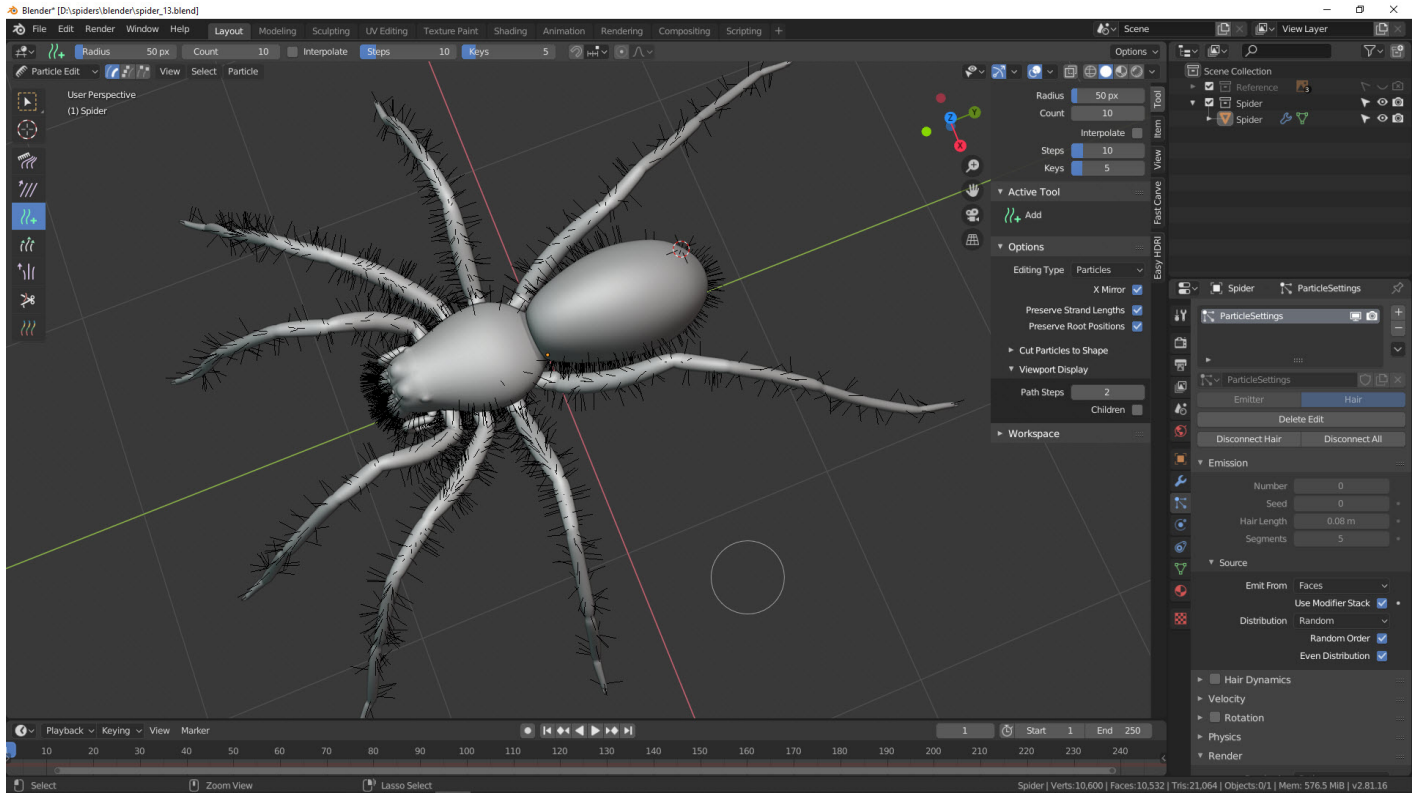 Blender* [D:\spiders\blender\spider_13.blend]
File Edit Render Window Help Layout Modeling Sculpting UV Editing Texture Paint Shading Animation Rendering Compositing Scripting + Scene View Layer
Radius 50 px Count 10 Interpolate Steps 10 Keys 5 Options
Particle Edit View Select Particle
User Perspective
(1) Spider
Z
Y
X
Radius 50 px
Count 10
Interpolate
Steps 10
Keys 5
Active Tool
Add
Options
Editing Type Particles
X Mirror
Preserve Strand Lengths
Preserve Root Positions
Cut Particles to Shape
Viewport Display
Path Steps 2
Children
Workspace
Tool
Item
View
Fast Carve
Easy HDRI
Scene Collection
Reference 3
Spider
Spider
Spider ParticleSettings
ParticleSettings
ParticleSettings
Emitter Hair
Delete Edit
Disconnect Hair Disconnect All
Emission
Number 0
Seed 0
Hair Length 0.08 m
Segments 5
Source
Emit From Faces
Use Modifier Stack
Distribution Random
Random Order
Even Distribution
Hair Dynamics
Velocity
Rotation
Physics
Render
Playback Keying View Marker 1 Start 1 End 250
10 20 30 40 50 60 70 80 90 100 110 120 130 140 150 160 170 180 190 200 210 220 230 240
Select Zoom View Lasso Select Spider | Verts:10,600 | Faces:10,532 | Tris:21,064 | Objects:0/1 | Mem: 576.5 MiB | v2.81.16